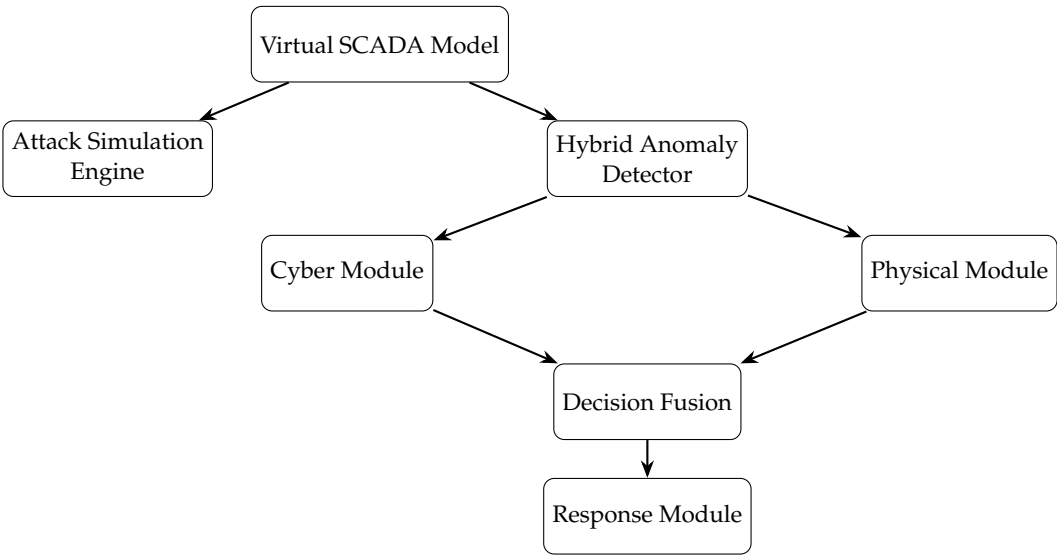 Virtual SCADA Model
Attack Simulation
Engine
Hybrid Anomaly
Detector
Cyber Module
Physical Module
Decision Fusion
Response Module